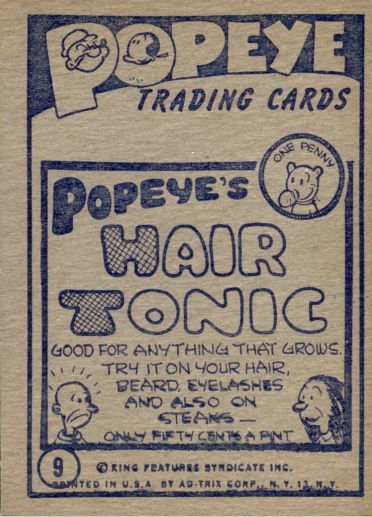 POPEYE
TRADING CARDS
ONE PENNY
POPEYE'S
HAIR
TONIC
GOOD FOR ANYTHING THAT GROWS.
TRY IT ON YOUR HAIR,
BEARD, EYELASHES
AND ALSO ON
STEAKS—
ONLY FIFTY CENTS A PINT
9
© KING FEATURES SYNDICATE INC.
PRINTED IN U.S.A. BY AD-TRIX CORP., N.Y. 13, N.Y.